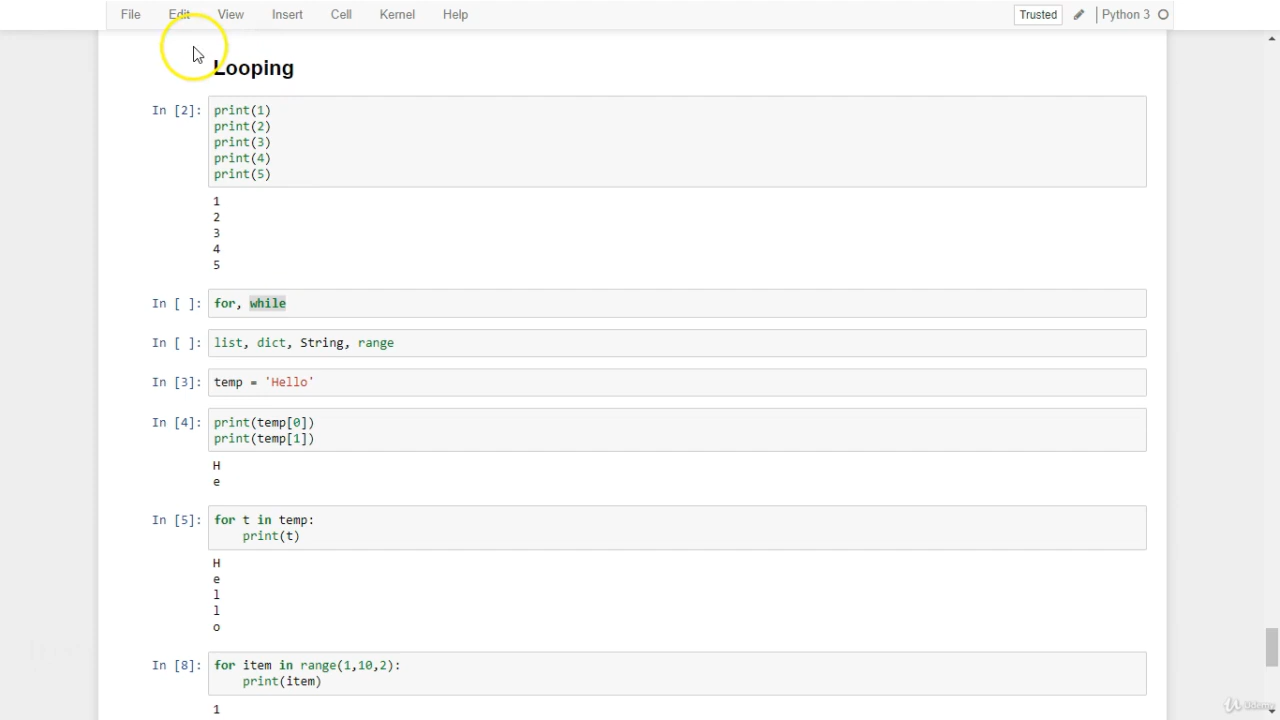 File Edit View Insert Cell Kernel Help Trusted Python 3
Looping
In [2]: print(1)
print(2)
print(3)
print(4)
print(5)
1
2
3
4
5
In [ ]: for, while
In [ ]: list, dict, String, range
In [3]: temp = 'Hello'
In [4]: print(temp[0])
print(temp[1])
H
e
In [5]: for t in temp:
print(t)
H
e
l
l
o
In [8]: for item in range(1,10,2):
print(item)
1
Udemy